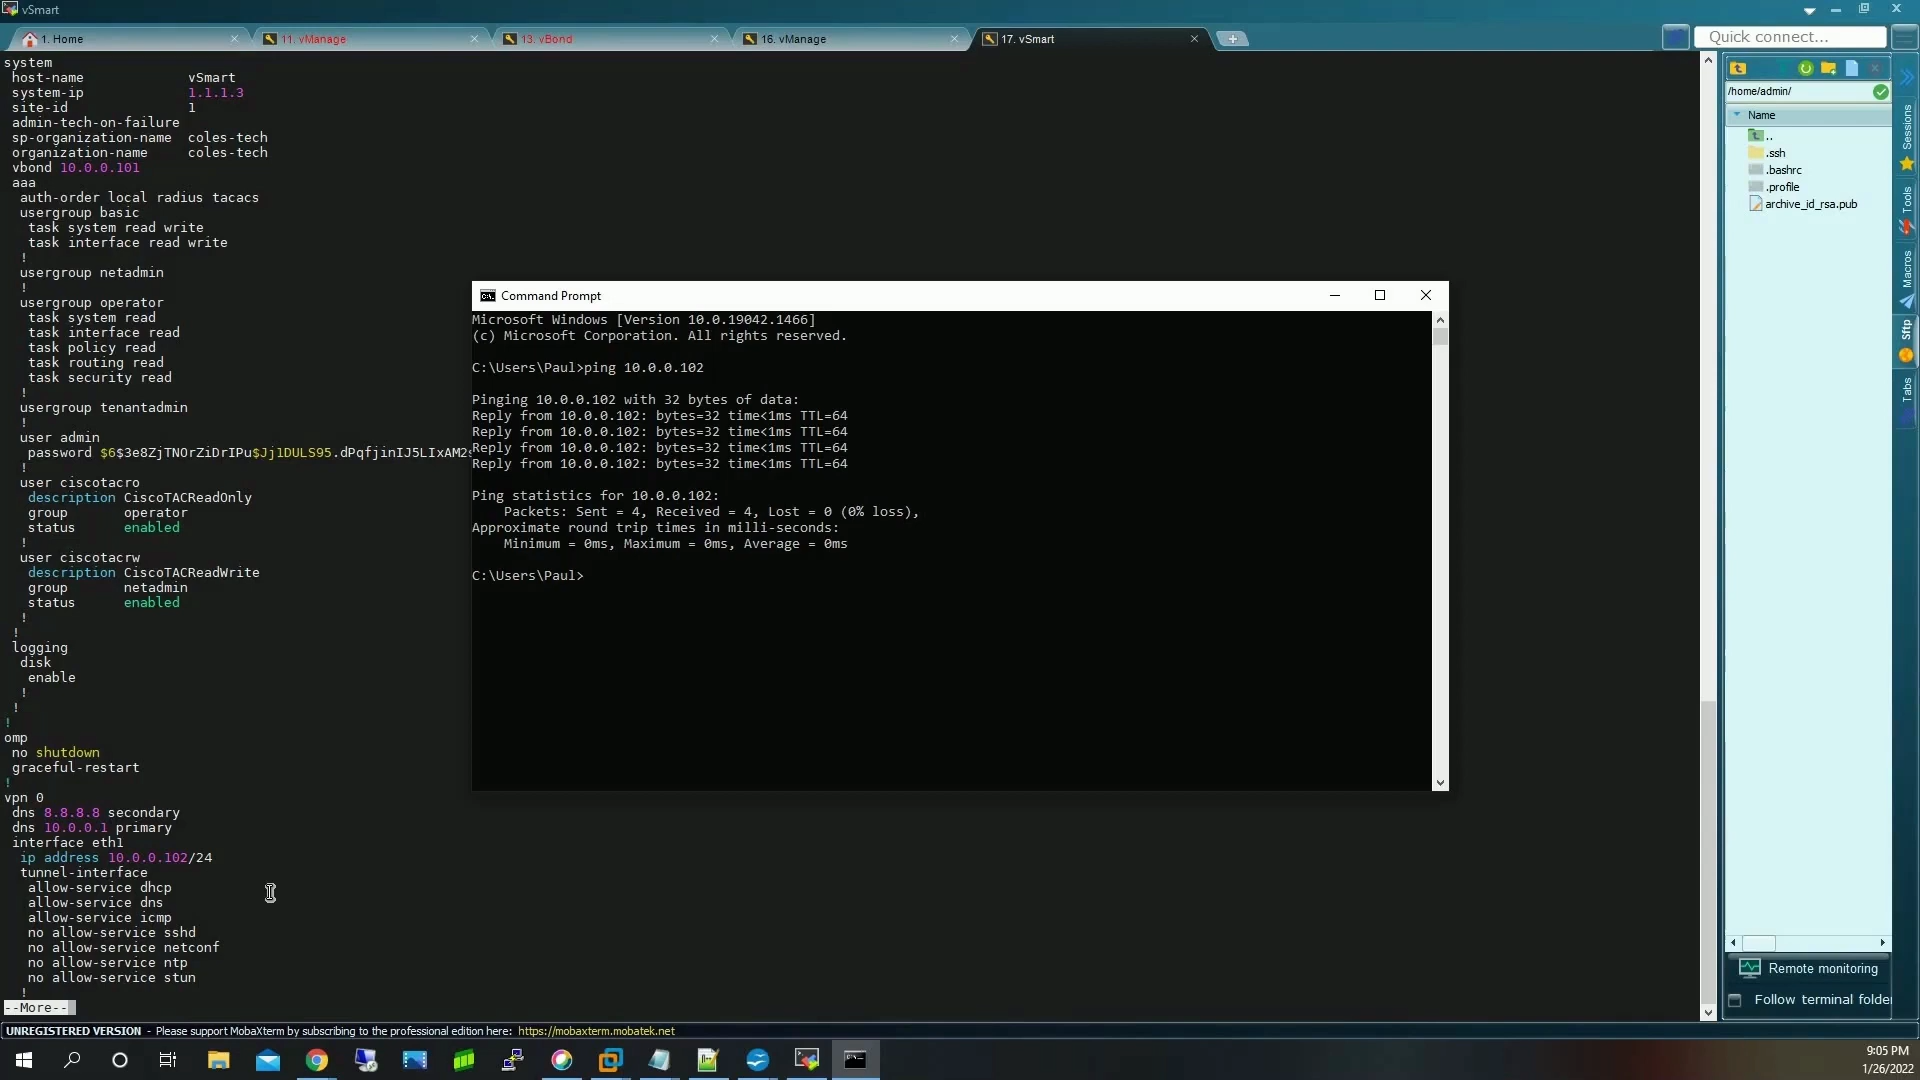 vSmart
1. Home
11. vManage
13. vBond
16. vManage
17. vSmart
Quick connect...
system
host-name vSmart
system-ip 1.1.1.3
site-id 1
admin-tech-on-failure
sp-organization-name coles-tech
organization-name coles-tech
vbond 10.0.0.101
aaa
auth-order local radius tacacs
usergroup basic
task system read write
task interface read write
!
usergroup netadmin
!
usergroup operator
task system read
task interface read
task policy read
task routing read
task security read
!
usergroup tenantadmin
!
user admin
password $6$3e8ZjTNOrZiDrIPu$Jj1DULS95.dPqfjinIJ5LIxAM2s
!
user ciscotacro
description CiscoTACReadOnly
group operator
status enabled
!
user ciscotacrw
description CiscoTACReadWrite
group netadmin
status enabled
!
!
logging
disk
enable
!
!
!
omp
no shutdown
graceful-restart
!
vpn 0
dns 8.8.8.8 secondary
dns 10.0.0.1 primary
interface eth1
ip address 10.0.0.102/24
tunnel-interface
allow-service dhcp
allow-service dns
allow-service icmp
no allow-service sshd
no allow-service netconf
no allow-service ntp
no allow-service stun
!
--More--
Command Prompt
Microsoft Windows [Version 10.0.19042.1466]
(c) Microsoft Corporation. All rights reserved.
C:\Users\Paul>ping 10.0.0.102
Pinging 10.0.0.102 with 32 bytes of data:
Reply from 10.0.0.102: bytes=32 time<1ms TTL=64
Reply from 10.0.0.102: bytes=32 time<1ms TTL=64
Reply from 10.0.0.102: bytes=32 time<1ms TTL=64
Reply from 10.0.0.102: bytes=32 time<1ms TTL=64
Ping statistics for 10.0.0.102:
Packets: Sent = 4, Received = 4, Lost = 0 (0% loss),
Approximate round trip times in milli-seconds:
Minimum = 0ms, Maximum = 0ms, Average = 0ms
C:\Users\Paul>
/home/admin/
Name
..
.ssh
.bashrc
.profile
archive_id_rsa.pub
Sessions
Tools
Macros
Sftp
Tabs
Remote monitoring
Follow terminal folder
UNREGISTERED VERSION - Please support MobaXterm by subscribing to the professional edition here: https://mobaxterm.mobatek.net
9:05 PM
1/26/2022